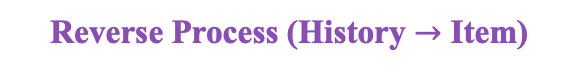 Reverse Process (History → Item)